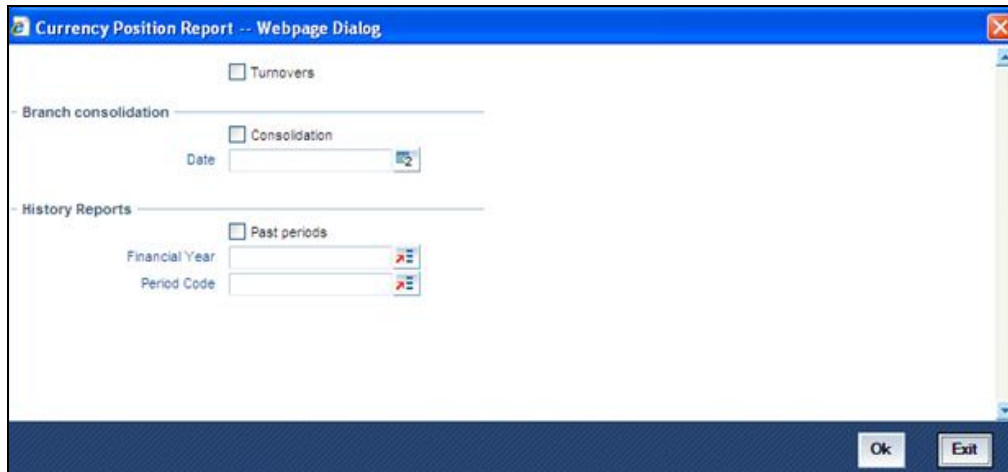 Currency Position Report -- Webpage Dialog
Turnovers
Branch consolidation
Consolidation
Date
History Reports
Past periods
Financial Year
Period Code
Ok Exit